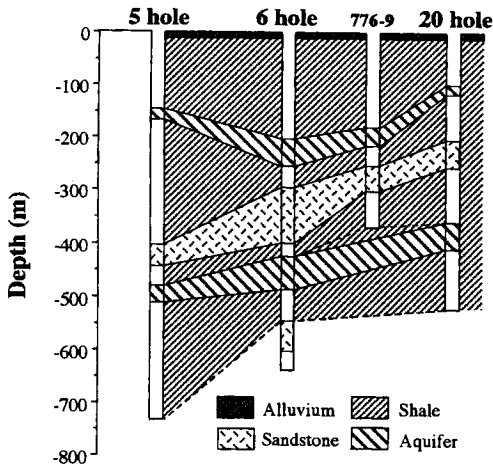 5 hole 6 hole 776-9 20 hole
0
-100
-200
-300
-400
-500
-600
-700
-800
Depth (m)
Alluvium Shale
Sandstone Aquifer